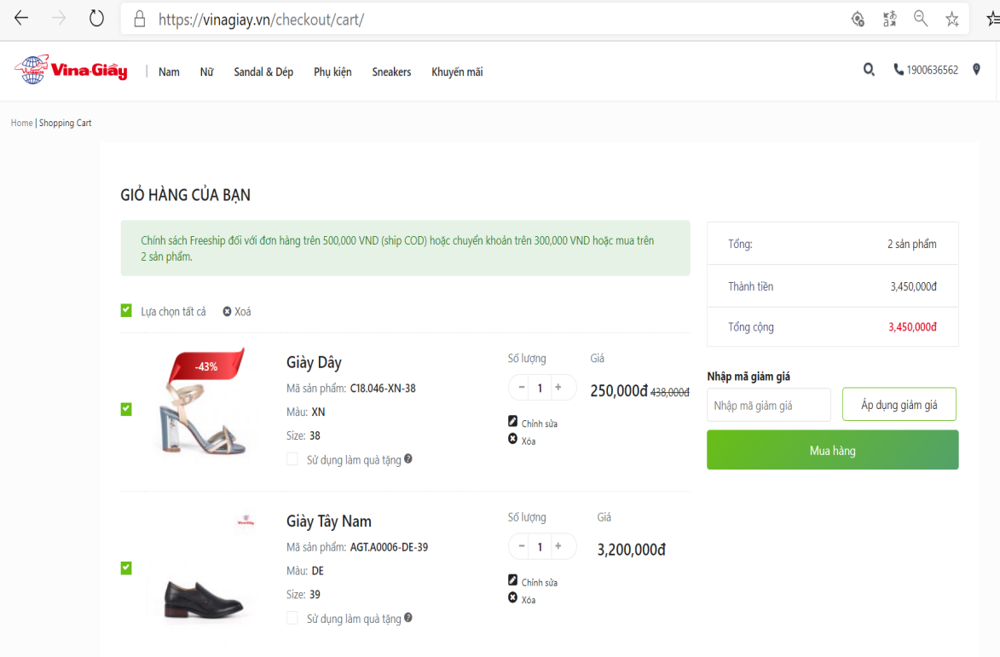 https://vinagiay.vn/checkout/cart/
Vina-Giầy
Nam Nữ Sandal & Dép Phụ kiện Sneakers Khuyến mãi
1900636562
Home | Shopping Cart
GIỎ HÀNG CỦA BẠN
Chính sách Freeship đối với đơn hàng trên 500,000 VND (ship COD) hoặc chuyển khoản trên 300,000 VND hoặc mua trên
2 sản phẩm.
Lựa chọn tất cả Xoá
-43%
Giày Dây
Mã sản phẩm: C18.046-XN-38
Màu: XN
Size: 38
Sử dụng làm quà tặng ?
Số lượng
− 1 +
Chỉnh sửa
Xóa
Giá
250,000đ 438,000đ
Vina-Giầy
Giày Tây Nam
Mã sản phẩm: AGT.A0006-DE-39
Màu: DE
Size: 39
Sử dụng làm quà tặng ?
Số lượng
− 1 +
Chỉnh sửa
Xóa
Giá
3,200,000đ
Tổng: 2 sản phẩm
Thành tiền 3,450,000đ
Tổng cộng 3,450,000đ
Nhập mã giảm giá
Nhập mã giảm giá
Áp dụng giảm giá
Mua hàng